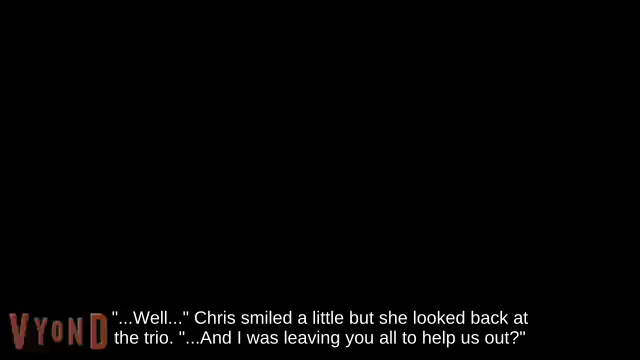 VYOND
"...Well..." Chris smiled a little but she looked back at
the trio. "...And I was leaving you all to help us out?"